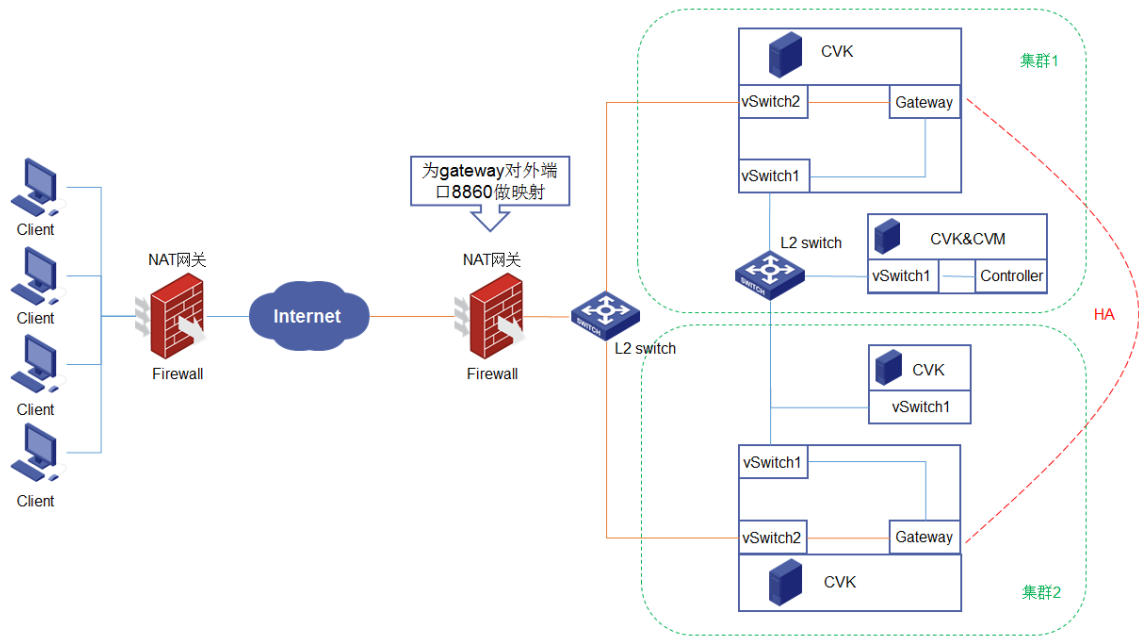 CVK
集群1
vSwitch2
Gateway
为gateway对外端
口8860做映射
vSwitch1
Client
L2 switch
CVK&CVM
NAT网关
NAT网关
SWITCH
vSwitch1
Controller
Client
Internet
SWITCH
HA
L2 switch
Firewall
Firewall
CVK
Client
vSwitch1
vSwitch1
Client
vSwitch2
Gateway
CVK
集群2